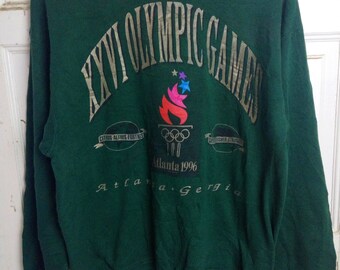 XXVI OLYMPIC GAMES
Atlanta 1996
Atlanta • Georgia